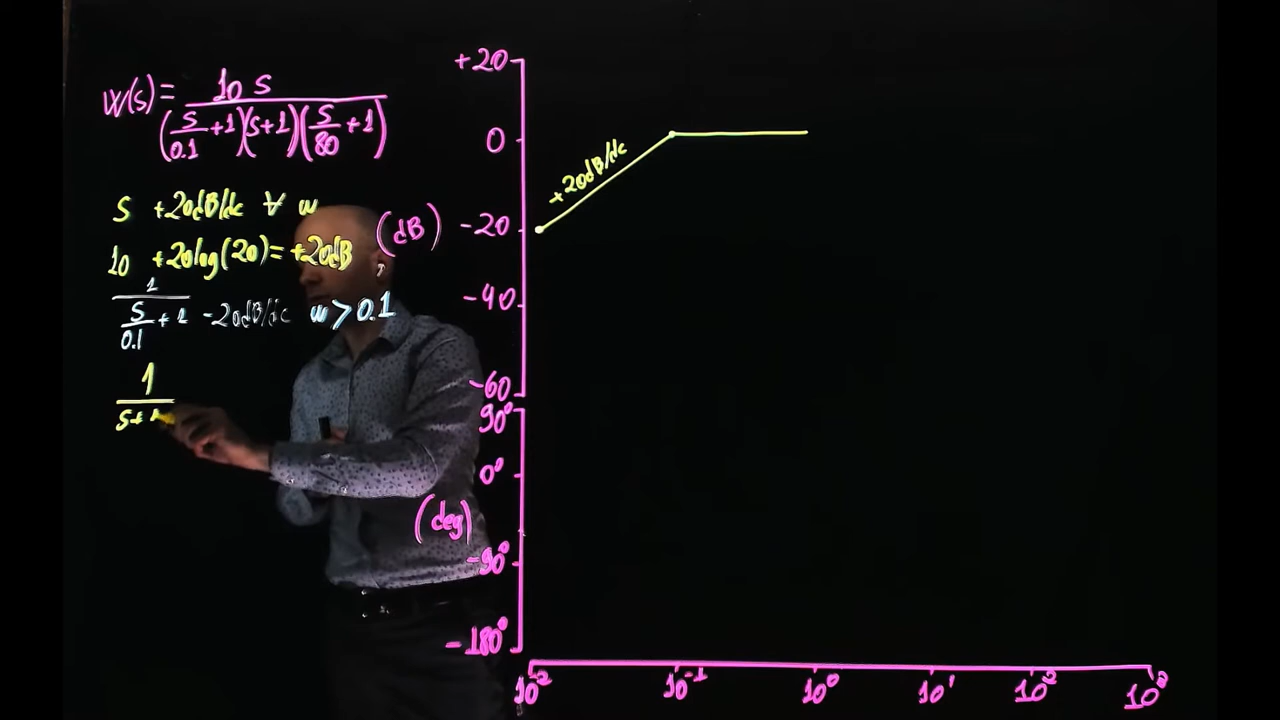 W(s) = 10 s
(s/0.1 + 1)(s+1)(s/80 + 1)
s +20dB/dc ∀ w
10 +20log(20) = +20dB
1
s/0.1 + 1 -20dB/dc w > 0.1
1
s+1
+20
0
-20
-40
-60
(dB)
+20dB/dc
90°
0°
-90°
-180°
(deg)
10^-2 10^-1 10^0 10^1 10^2 10^3